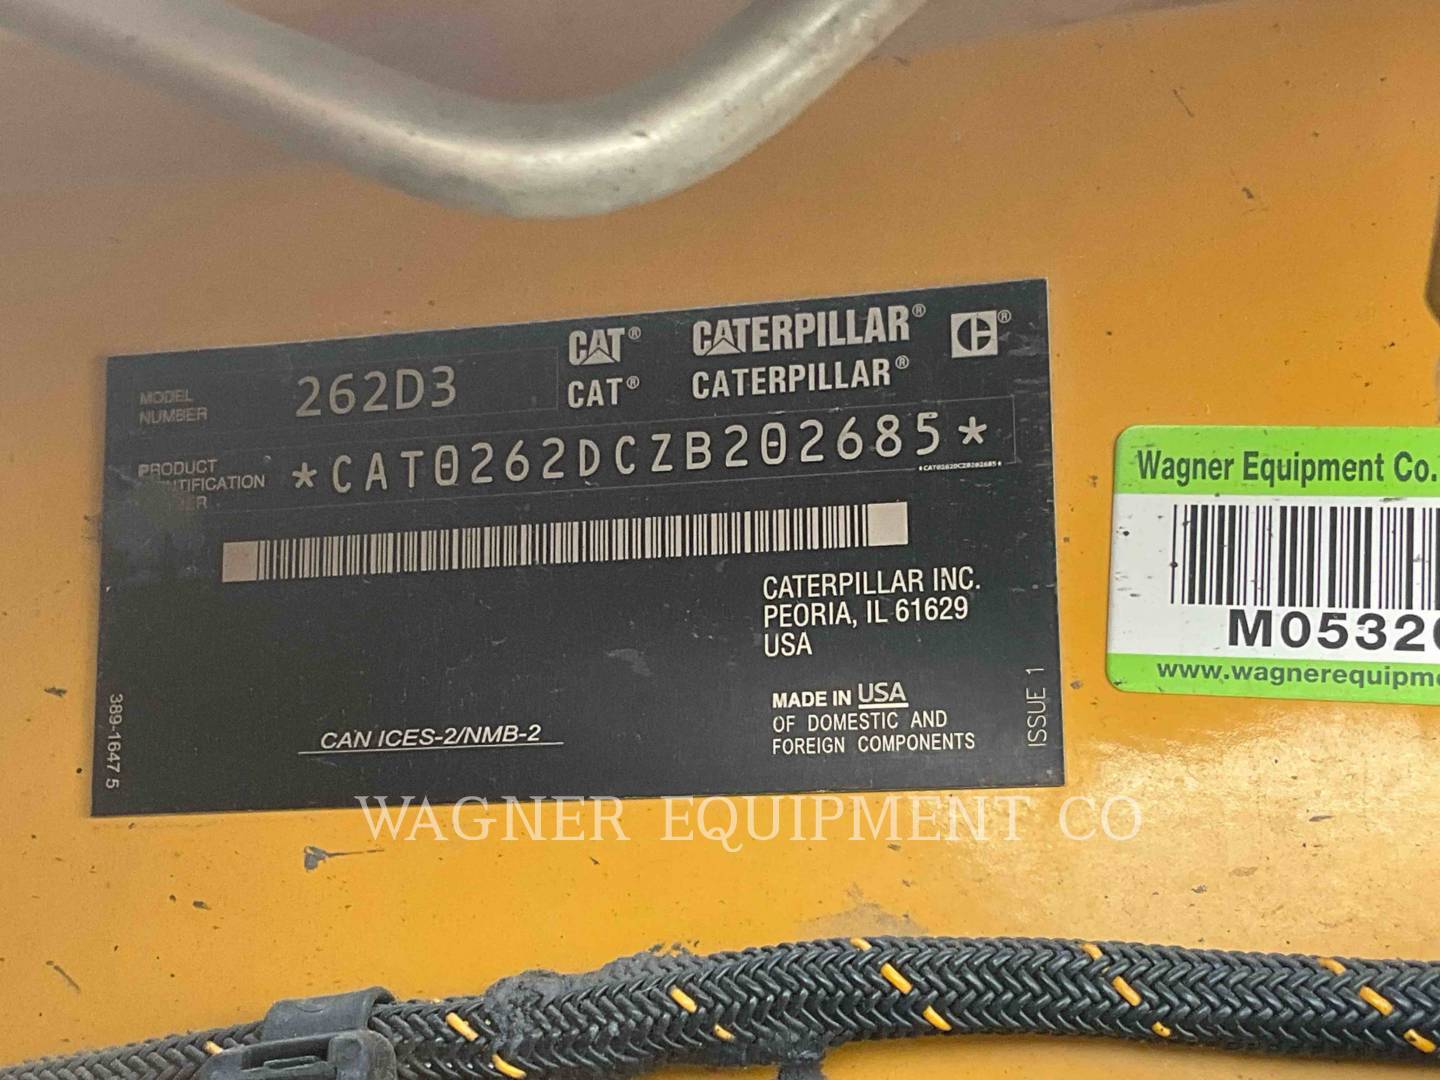 MODEL
NUMBER
262D3
CAT® CATERPILLAR®
CAT® CATERPILLAR®
PRODUCT
*CAT0262DCZB202685*
*CAT0262DCZB202685*
CATERPILLAR INC.
PEORIA, IL 61629
USA
MADE IN USA
OF DOMESTIC AND
FOREIGN COMPONENTS
CAN ICES-2/NMB-2
389-1647 5
ISSUE 1
Wagner Equipment Co.
M0532
www.wagnerequipm
WAGNER EQUIPMENT CO